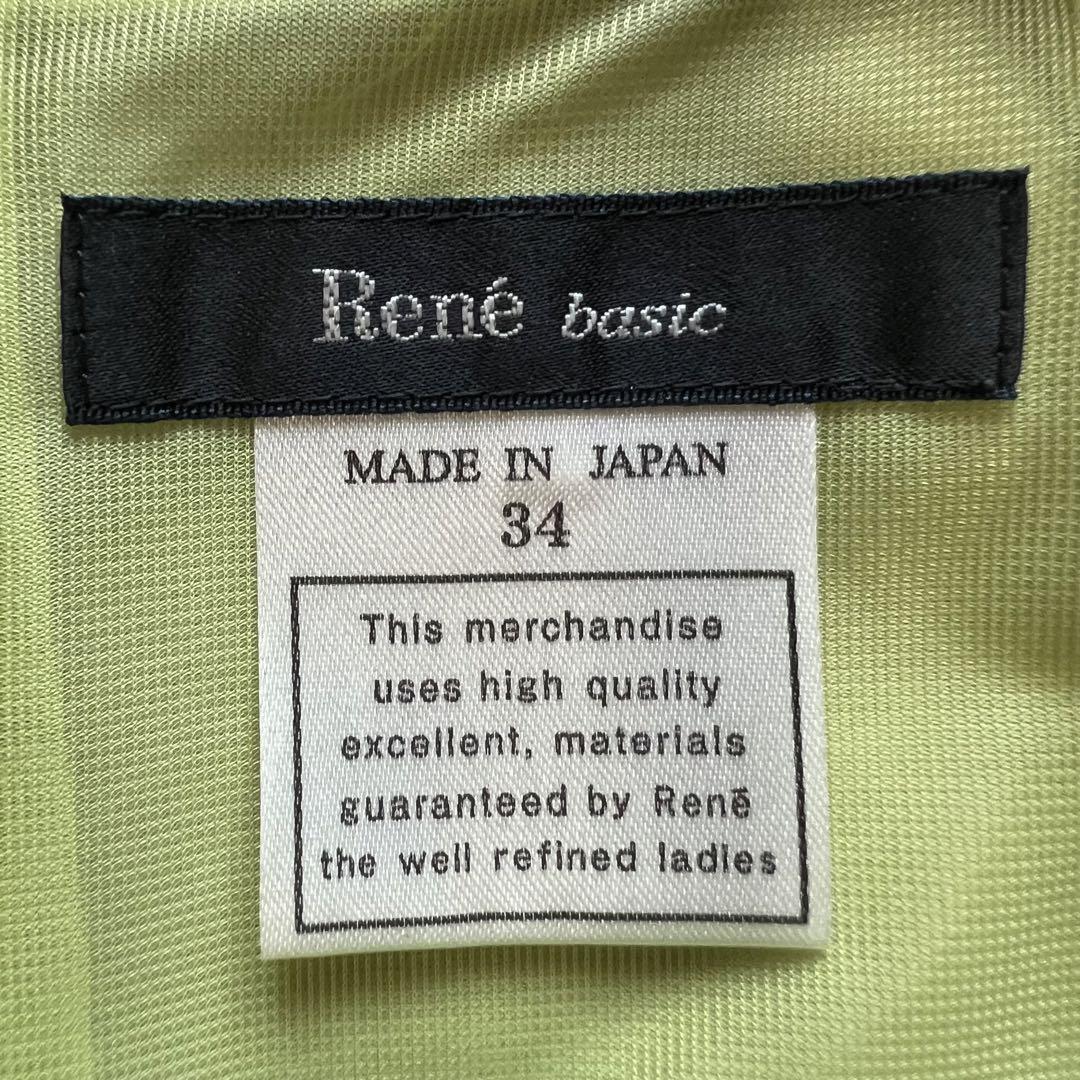 René basic
MADE IN JAPAN
34
This merchandise
uses high quality
excellent, materials
guaranteed by René
the well refined ladies